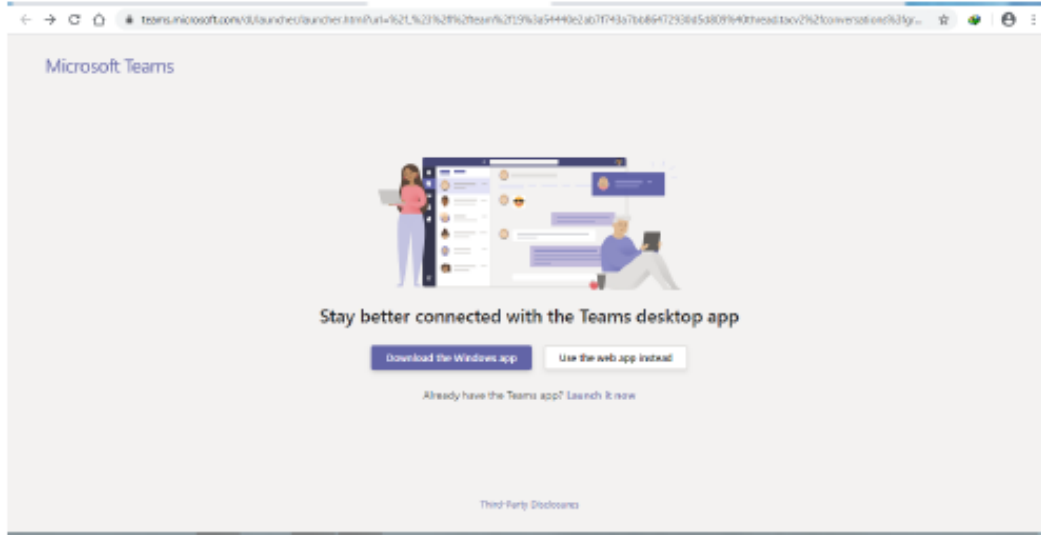 Microsoft Teams
Stay better connected with the Teams desktop app
Download the Windows app
Use the web app instead
Already have the Teams app? Launch it now
Third-Party Disclosures